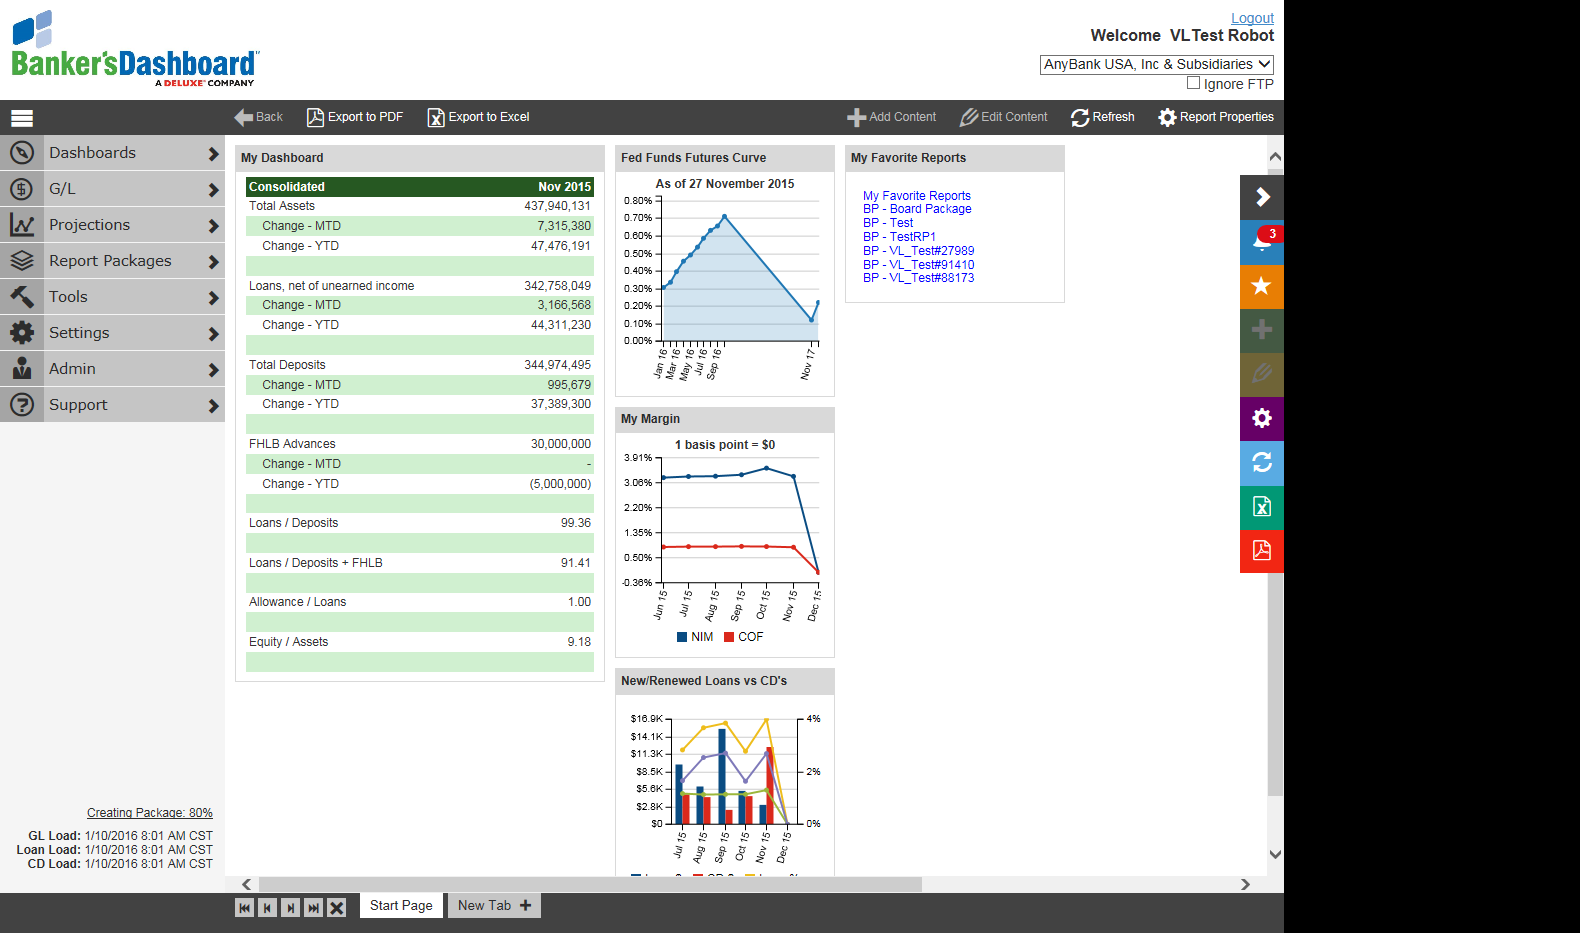 Logout
Welcome VLTest Robot
Banker'sDashboard
A DELUXE COMPANY
AnyBank USA, Inc & Subsidiaries
Ignore FTP
Back
Export to PDF
Export to Excel
Add Content
Edit Content
Refresh
Report Properties
Dashboards
G/L
Projections
Report Packages
Tools
Settings
Admin
Support
Creating Package: 80%
GL Load: 1/10/2016 8:01 AM CST
Loan Load: 1/10/2016 8:01 AM CST
CD Load: 1/10/2016 8:01 AM CST
My Dashboard
Consolidated Nov 2015
Total Assets 437,940,131
Change - MTD 7,315,380
Change - YTD 47,476,191
Loans, net of unearned income 342,758,049
Change - MTD 3,166,568
Change - YTD 44,311,230
Total Deposits 344,974,495
Change - MTD 995,679
Change - YTD 37,389,300
FHLB Advances 30,000,000
Change - MTD -
Change - YTD (5,000,000)
Loans / Deposits 99.36
Loans / Deposits + FHLB 91.41
Allowance / Loans 1.00
Equity / Assets 9.18
Fed Funds Futures Curve
As of 27 November 2015
0.80%
0.70%
0.60%
0.50%
0.40%
0.30%
0.20%
0.10%
0.00%
Jan 16 Mar 16 May 16 Jul 16 Sep 16 Nov 17
My Margin
1 basis point = $0
3.91%
3.06%
2.20%
1.35%
0.50%
-0.36%
Jun 15 Jul 15 Aug 15 Sep 15 Oct 15 Nov 15 Dec 15
NIM COF
New/Renewed Loans vs CD's
$16.9K 4%
$14.1K
$11.3K
$8.5K 2%
$5.6K
$2.8K
$0 0%
Jul 15 Aug 15 Sep 15 Oct 15 Nov 15 Dec 15
My Favorite Reports
My Favorite Reports
BP - Board Package
BP - Test
BP - TestRP1
BP - VL_Test#27989
BP - VL_Test#91410
BP - VL_Test#88173
3
Start Page
New Tab